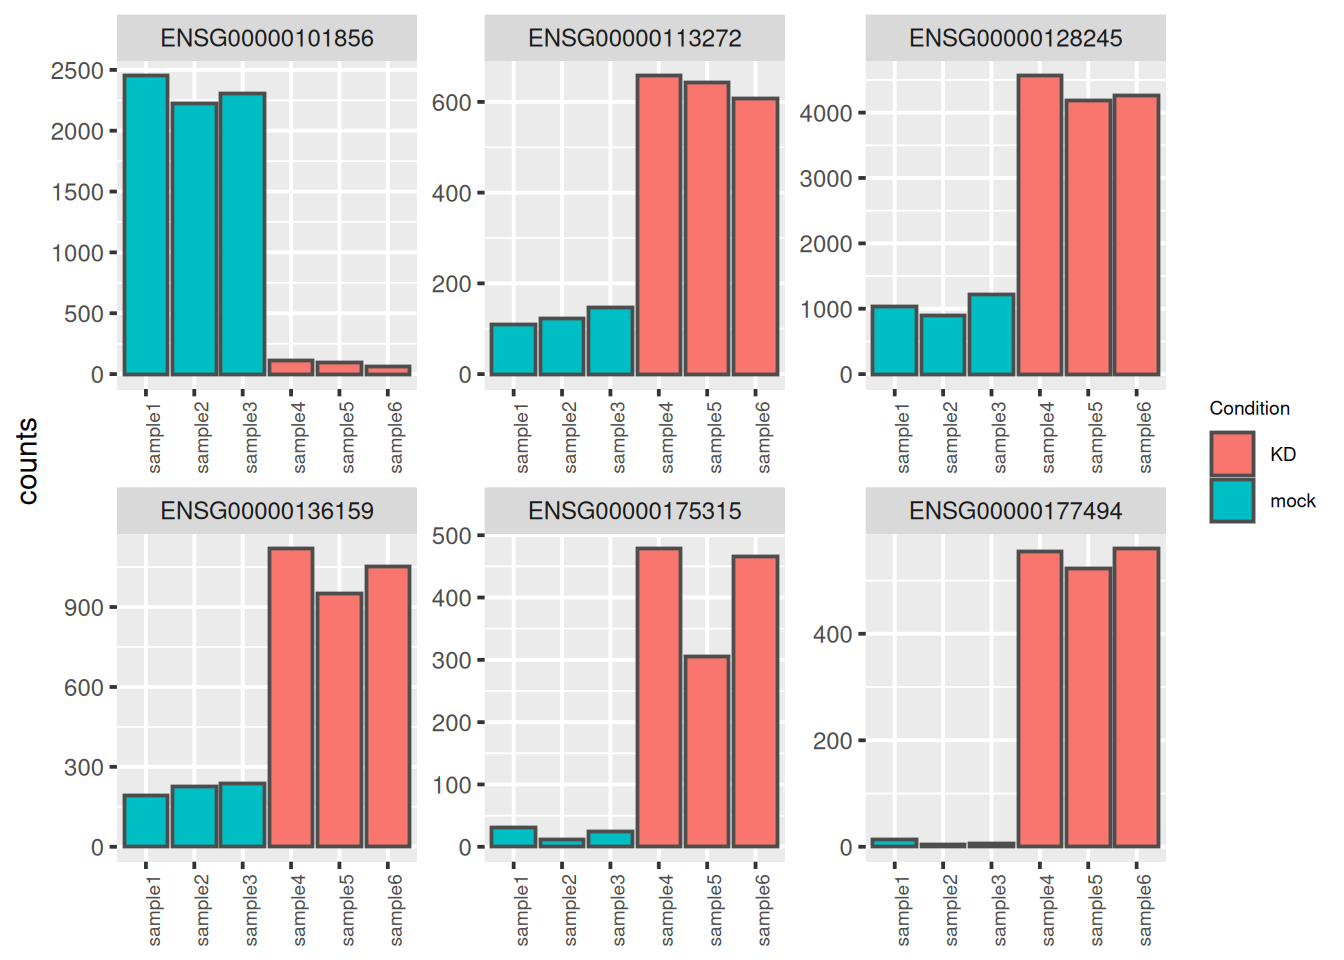 counts
ENSG00000101856
2500
2000
1500
1000
500
0
sample1
sample2
sample3
sample4
sample5
sample6
ENSG00000113272
600
400
200
0
sample1
sample2
sample3
sample4
sample5
sample6
ENSG00000128245
4000
3000
2000
1000
0
sample1
sample2
sample3
sample4
sample5
sample6
ENSG00000136159
900
600
300
0
sample1
sample2
sample3
sample4
sample5
sample6
ENSG00000175315
500
400
300
200
100
0
sample1
sample2
sample3
sample4
sample5
sample6
ENSG00000177494
400
200
0
sample1
sample2
sample3
sample4
sample5
sample6
Condition
KD
mock